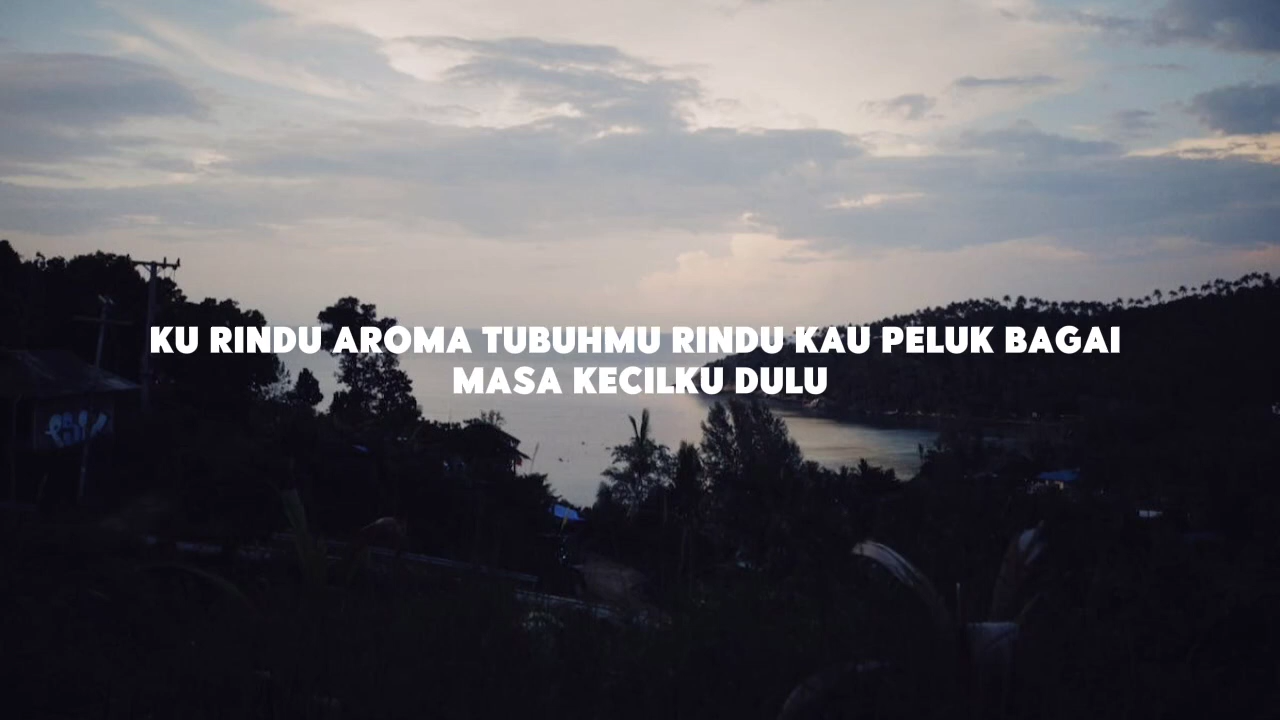 KU RINDU AROMA TUBUHMU RINDU KAU PELUK BAGAI
MASA KECILKU DULU